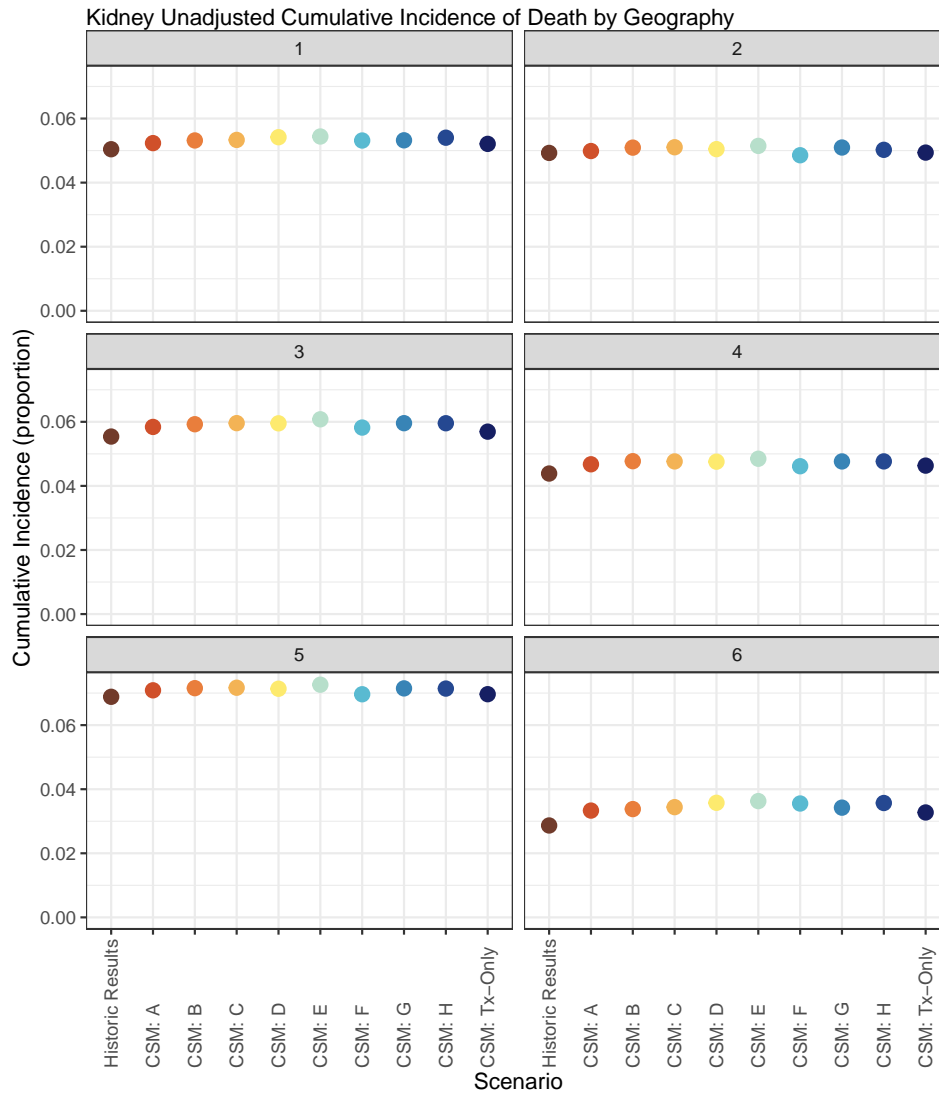 Kidney Unadjusted Cumulative Incidence of Death by Geography
1
2
0.06
0.04
0.02
0.00
3
4
0.06
0.04
0.02
0.00
5
6
0.06
0.04
0.02
0.00
Cumulative Incidence (proportion)
Historic Results
CSM: A
CSM: B
CSM: C
CSM: D
CSM: E
CSM: F
CSM: G
CSM: H
CSM: Tx−Only
Historic Results
CSM: A
CSM: B
CSM: C
CSM: D
CSM: E
CSM: F
CSM: G
CSM: H
CSM: Tx−Only
Scenario